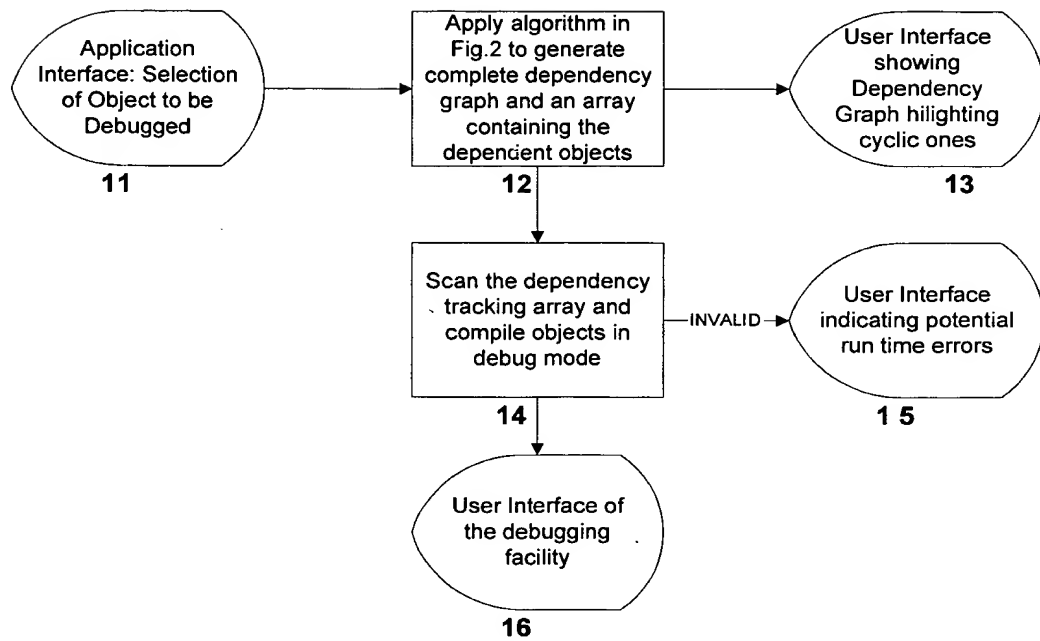 Application
Interface: Selection
of Object to be
Debugged
11
Apply algorithm in
Fig.2 to generate
complete dependency
graph and an array
containing the
dependent objects
12
User Interface
showing
Dependency
Graph hilighting
cyclic ones
13
Scan the dependency
tracking array and
compile objects in
debug mode
14
INVALID
User Interface
indicating potential
run time errors
1 5
User Interface of
the debugging
facility
16